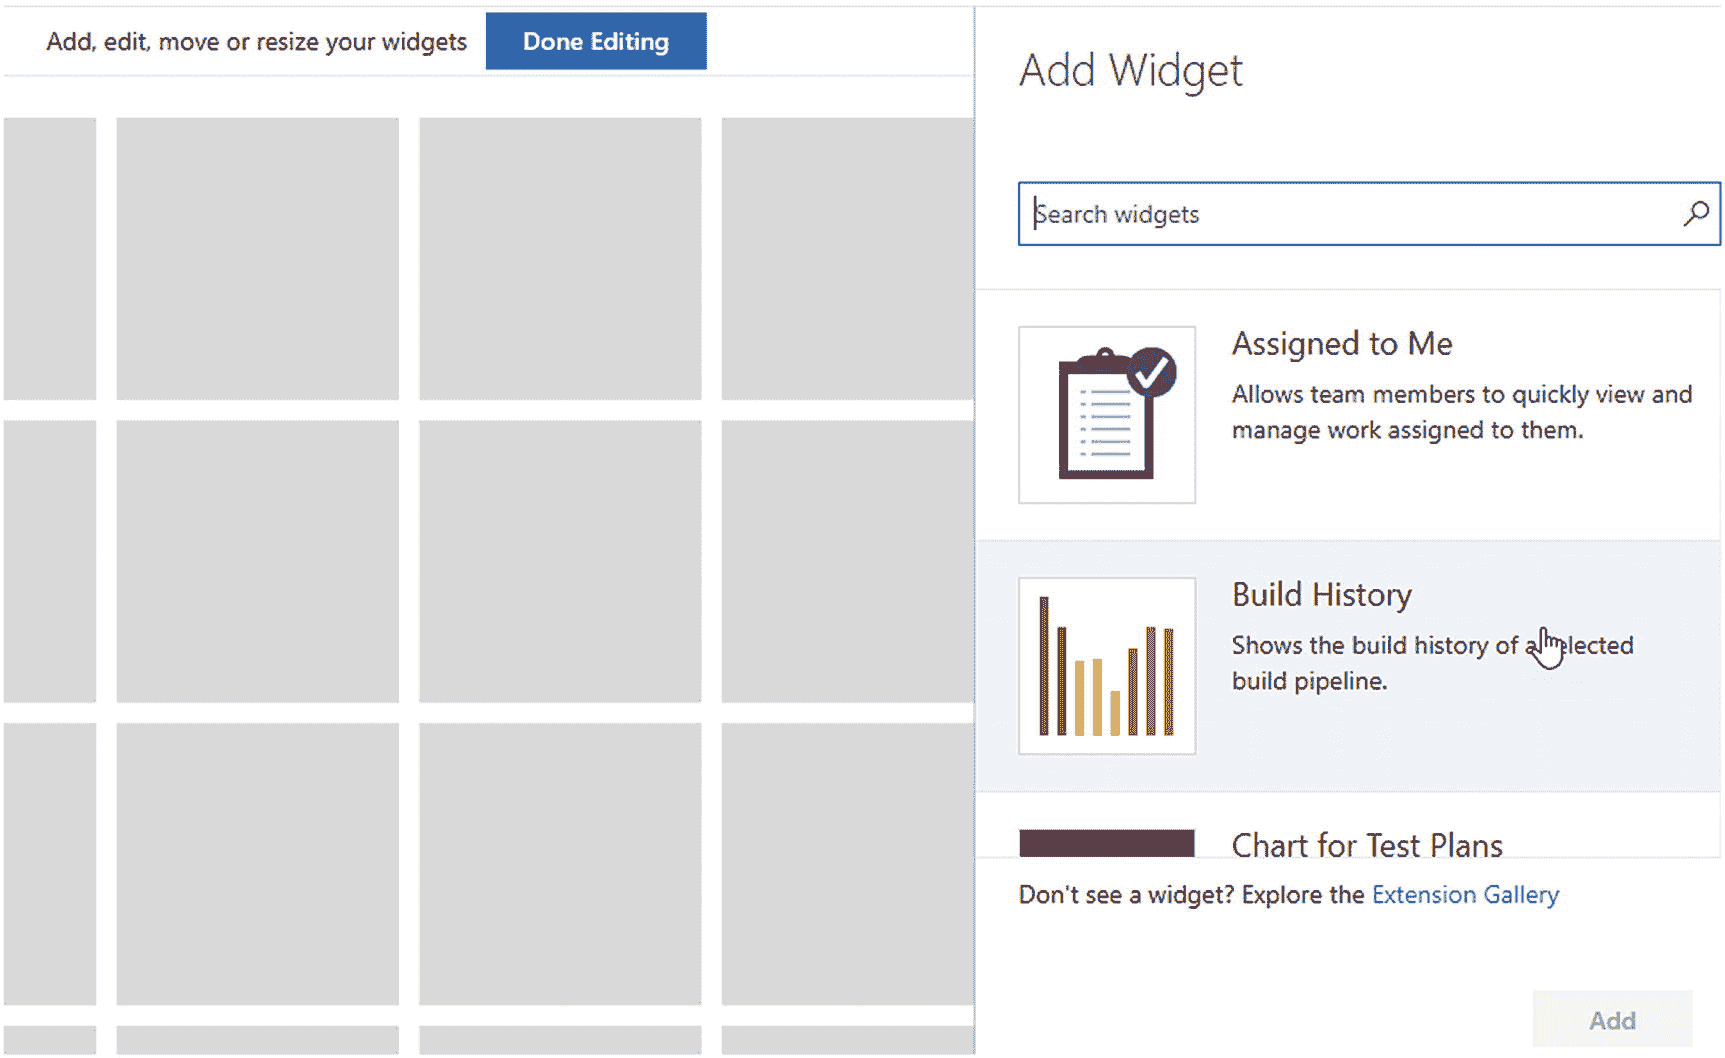 Add, edit, move or resize your widgets
Done Editing
Add Widget
Search widgets
Assigned to Me
Allows team members to quickly view and
manage work assigned to them.
Build History
Shows the build history of a elected
build pipeline.
Chart for Test Plans
Don't see a widget? Explore the Extension Gallery
Add